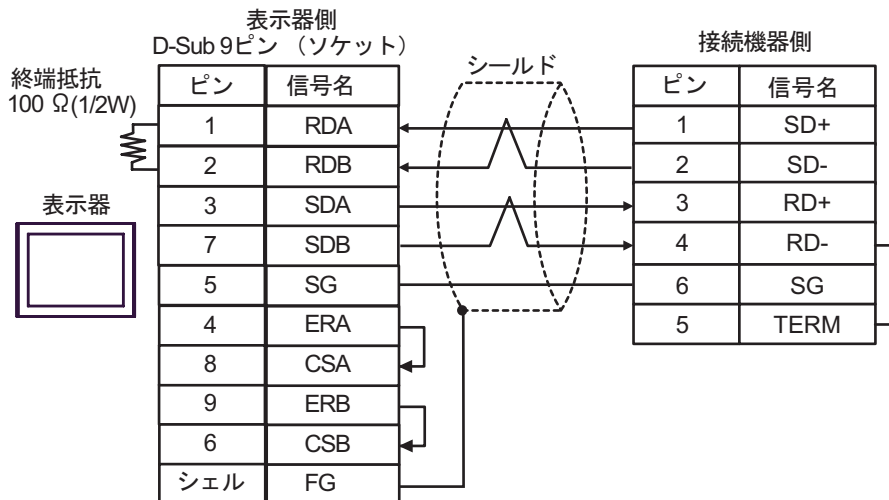 表示器側
D-Sub 9ピン （ソケット）
接続機器側
シールド
終端抵抗
100 Ω(1/2W)
表示器
ピン 信号名
1 RDA
2 RDB
3 SDA
7 SDB
5 SG
4 ERA
8 CSA
9 ERB
6 CSB
シェル FG
ピン 信号名
1 SD+
2 SD-
3 RD+
4 RD-
6 SG
5 TERM